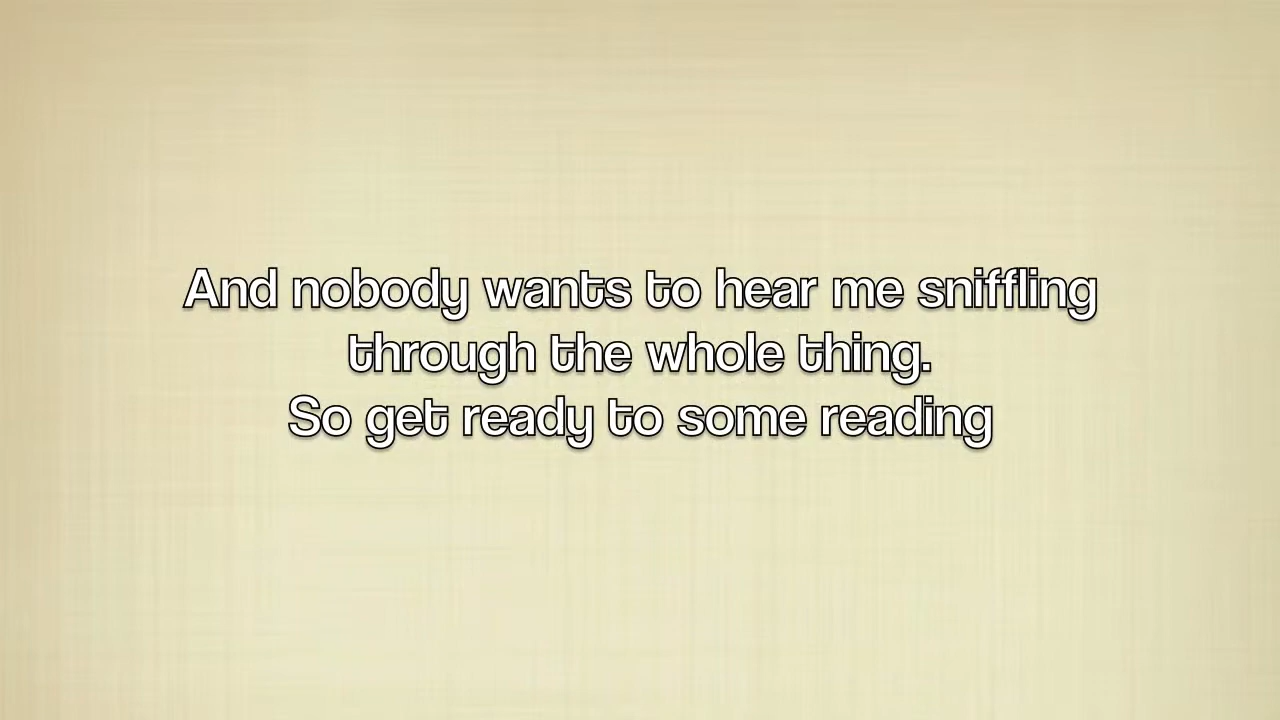 And nobody wants to hear me sniffling
through the whole thing.
So get ready to some reading